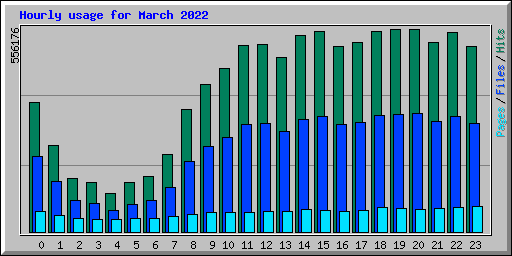 Hourly usage for March 2022
556176
Pages / Files / Hits
0 1 2 3 4 5 6 7 8 9 10 11 12 13 14 15 16 17 18 19 20 21 22 23